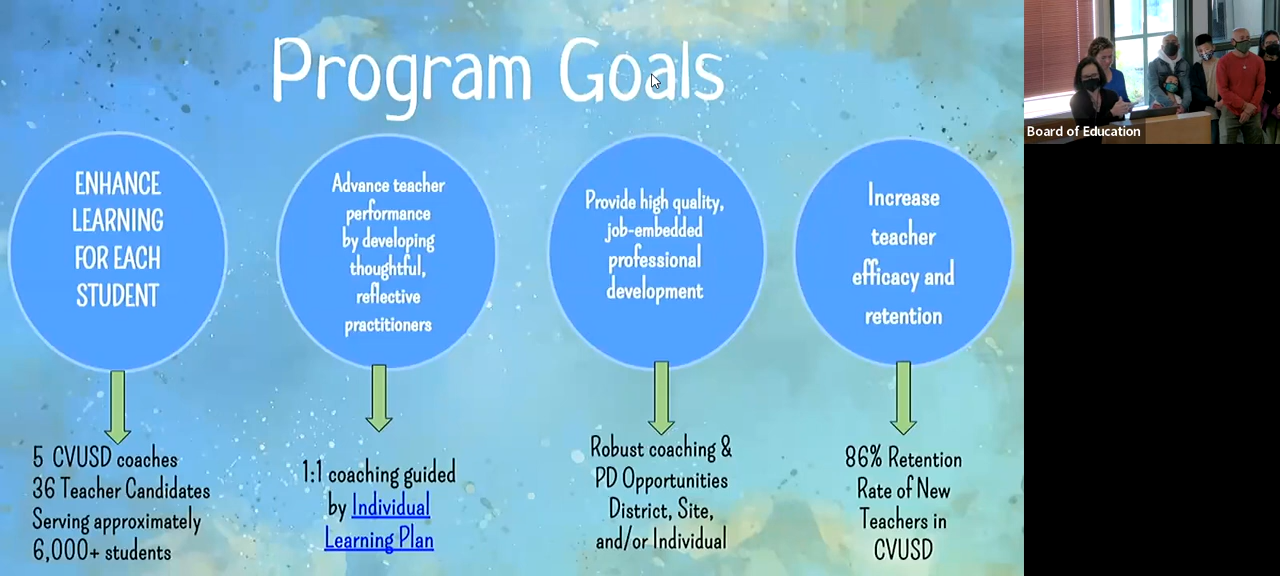 Program Goals
ENHANCE
LEARNING
FOR EACH
STUDENT
Advance teacher
performance
by developing
thoughtful,
reflective
practitioners
Provide high quality,
job-embedded
professional
development
Increase
teacher
efficacy and
retention
5 CVUSD coaches
36 Teacher Candidates
Serving approximately
6,000+ students
1:1 coaching guided
by Individual
Learning Plan
Robust coaching &
PD Opportunities
District, Site,
and/or Individual
86% Retention
Rate of New
Teachers in
CVUSD
Board of Education